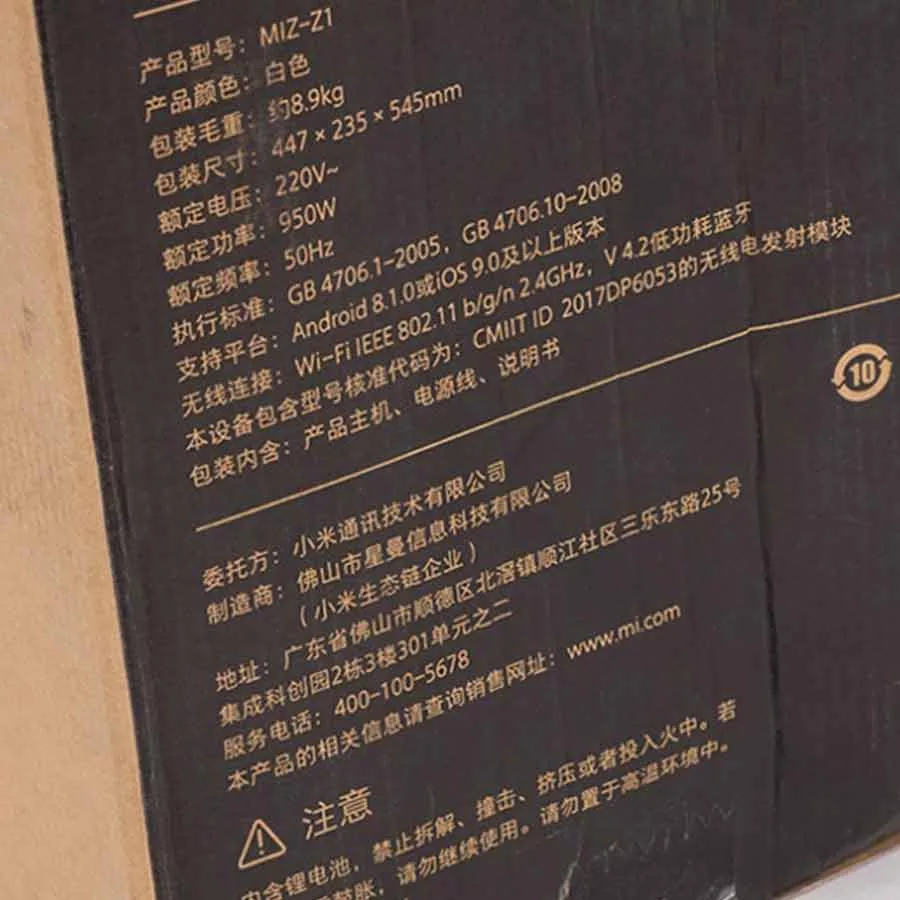 产品型号：MIZ-Z1
产品颜色：白色
包装毛重：约8.9kg
包装尺寸：447 × 235 × 545mm
额定电压：220V~
额定功率：950W
额定频率：50Hz
执行标准：GB 4706.1-2005，GB 4706.10-2008
支持平台：Android 8.1.0或iOS 9.0及以上版本
无线连接：Wi-Fi IEEE 802.11 b/g/n 2.4GHz，V 4.2低功耗蓝牙
本设备包含型号核准代码为：CMIIT ID 2017DP6053的无线电发射模块
包装内含：产品主机、电源线、说明书
10
委托方：小米通讯技术有限公司
制造商：佛山市星曼信息科技有限公司
（小米生态链企业）
地址：广东省佛山市顺德区北滘镇顺江社区三乐东路25号
集成科创园2栋3楼301单元之二
服务电话：400-100-5678
本产品的相关信息请查询销售网址：www.mi.com
注意
内含锂电池，禁止拆解、撞击、挤压或者投入火中。若
膨胀，请勿继续使用。请勿置于高温环境中。